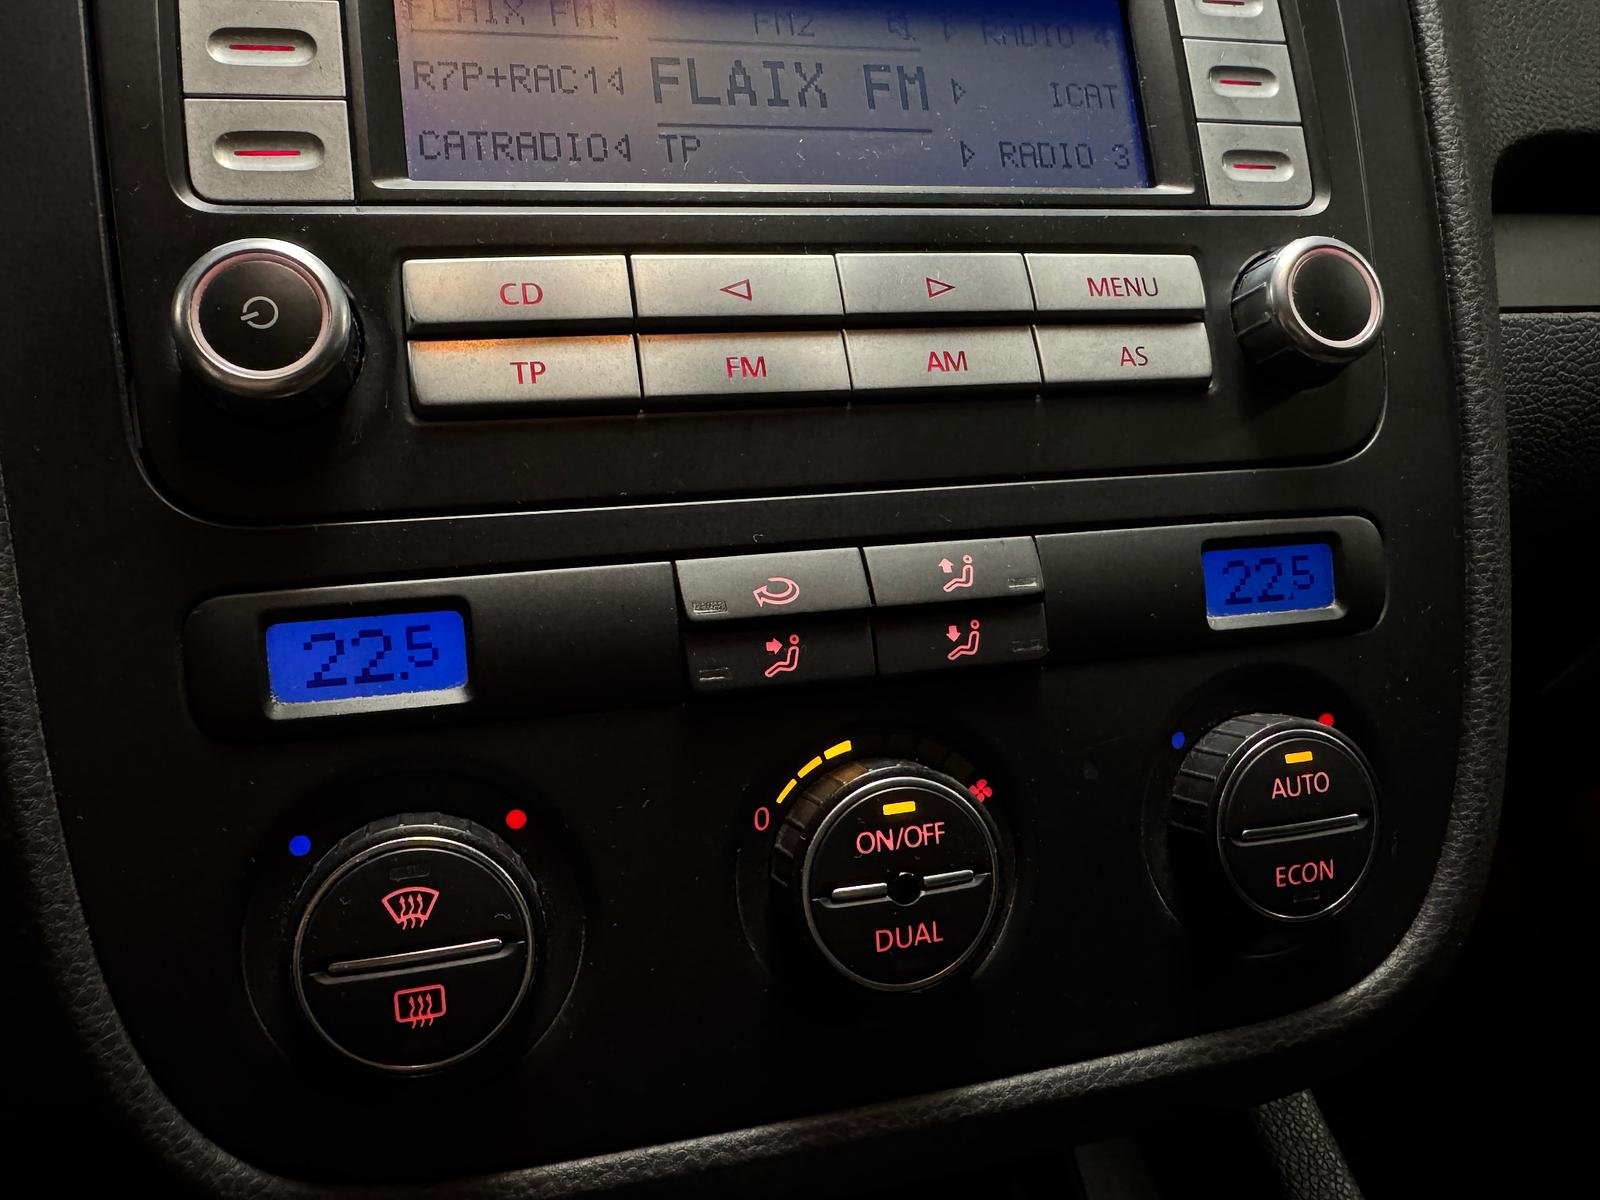 FLAIX FM FM2 RADIO 4
R7P+RAC1 FLAIX FM ICAT
CATRADIO TP RADIO 3
CD MENU
TP FM AM AS
22.5 22.5
0 ON/OFF AUTO
DUAL ECON